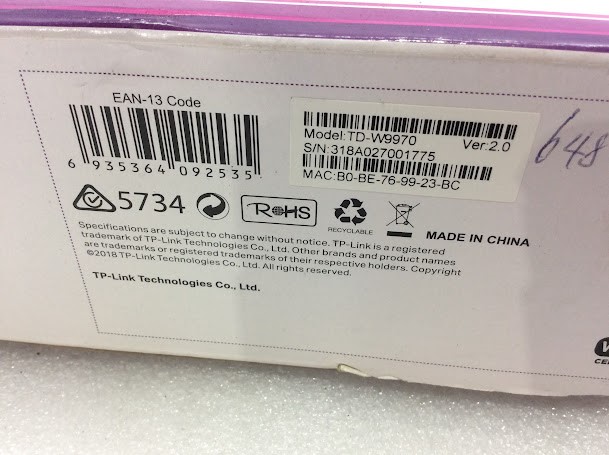 EAN-13 Code
6 935364 092535
Model:TD-W9970 Ver:2.0
S/N:318A027001775
MAC:B0-BE-76-99-23-BC
648
5734
RoHS
RECYCLABLE
MADE IN CHINA
Specifications are subject to change without notice. TP-Link is a registered
trademark of TP-Link Technologies Co., Ltd. Other brands and product names
are trademarks or registered trademarks of their respective holders. Copyright
©2018 TP-Link Technologies Co., Ltd. All rights reserved.
TP-Link Technologies Co., Ltd.